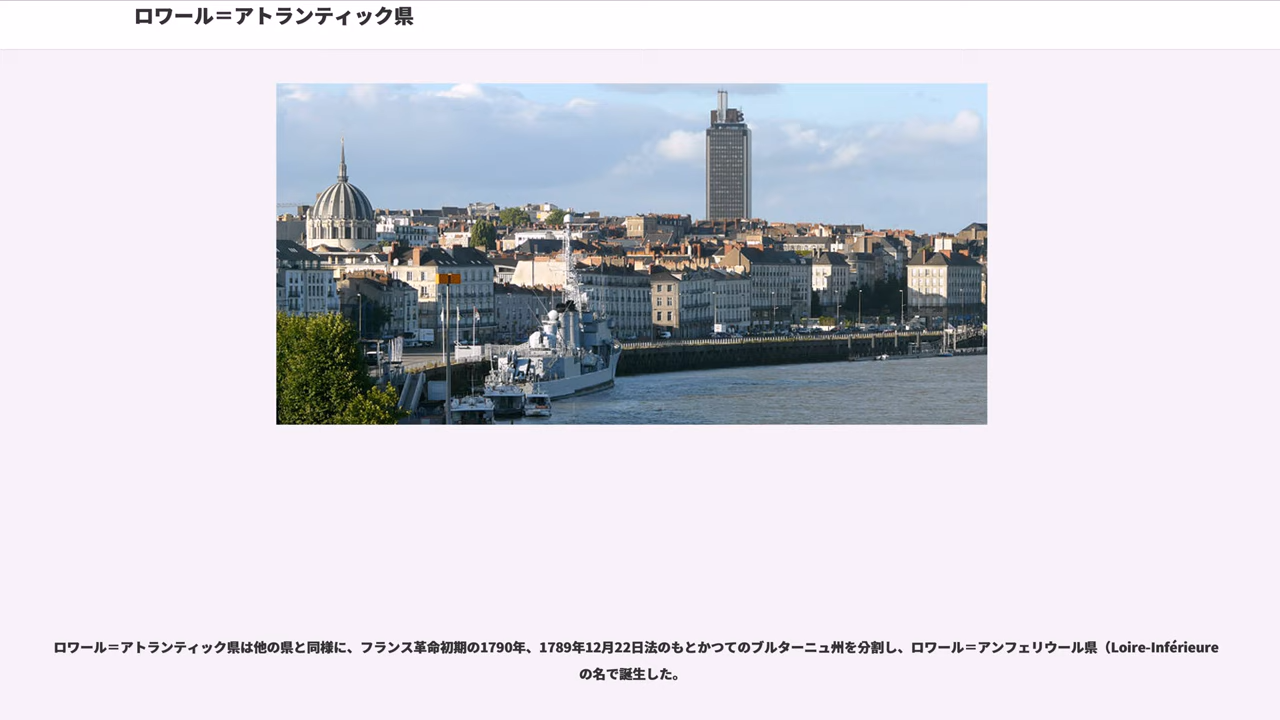 ロワール＝アトランティック県
ロワール＝アトランティック県は他の県と同様に、フランス革命初期の1790年、1789年12月22日法のもとかつてのブルターニュ州を分割し、ロワール＝アンフェリウール県（Loire-Inférieure
の名で誕生した。